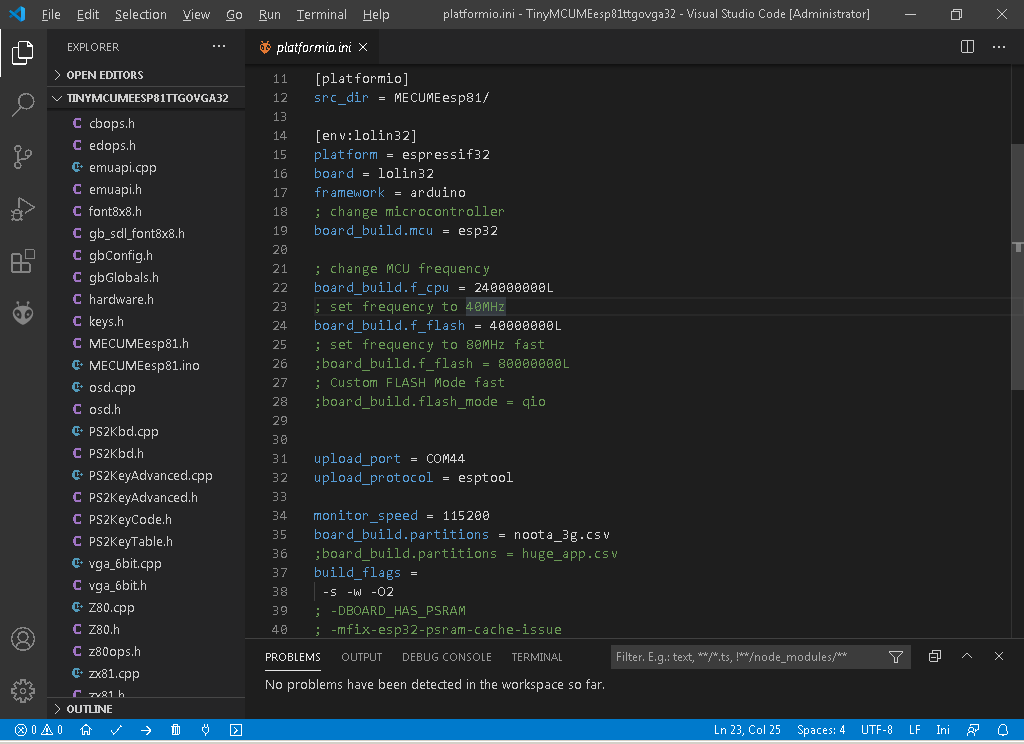 File Edit Selection View Go Run Terminal Help platformio.ini - TinyMCUMEesp81ttgovga32 - Visual Studio Code [Administrator]
EXPLORER
OPEN EDITORS
TINYMCUMEESP81TTGOVGA32
cbops.h
edops.h
emuapi.cpp
emuapi.h
font8x8.h
gb_sdl_font8x8.h
gbConfig.h
gbGlobals.h
hardware.h
keys.h
MECUMEesp81.h
MECUMEesp81.ino
osd.cpp
osd.h
PS2Kbd.cpp
PS2Kbd.h
PS2KeyAdvanced.cpp
PS2KeyAdvanced.h
PS2KeyCode.h
PS2KeyTable.h
vga_6bit.cpp
vga_6bit.h
Z80.cpp
Z80.h
z80ops.h
zx81.cpp
zx81.h
OUTLINE
platformio.ini
11 [platformio]
12 src_dir = MECUMEesp81/
13
14 [env:lolin32]
15 platform = espressif32
16 board = lolin32
17 framework = arduino
18 ; change microcontroller
19 board_build.mcu = esp32
20
21 ; change MCU frequency
22 board_build.f_cpu = 240000000L
23 ; set frequency to 40MHz
24 board_build.f_flash = 40000000L
25 ; set frequency to 80MHz fast
26 ;board_build.f_flash = 80000000L
27 ; Custom FLASH Mode fast
28 ;board_build.flash_mode = qio
29
30
31 upload_port = COM44
32 upload_protocol = esptool
33
34 monitor_speed = 115200
35 board_build.partitions = noota_3g.csv
36 ;board_build.partitions = huge_app.csv
37 build_flags =
38 -s -w -O2
39 ; -DBOARD_HAS_PSRAM
40 ; -mfix-esp32-psram-cache-issue
PROBLEMS OUTPUT DEBUG CONSOLE TERMINAL Filter. E.g.: text, **/*.ts, !**/node_modules/**
No problems have been detected in the workspace so far.
0 0 Ln 23, Col 25 Spaces: 4 UTF-8 LF Ini